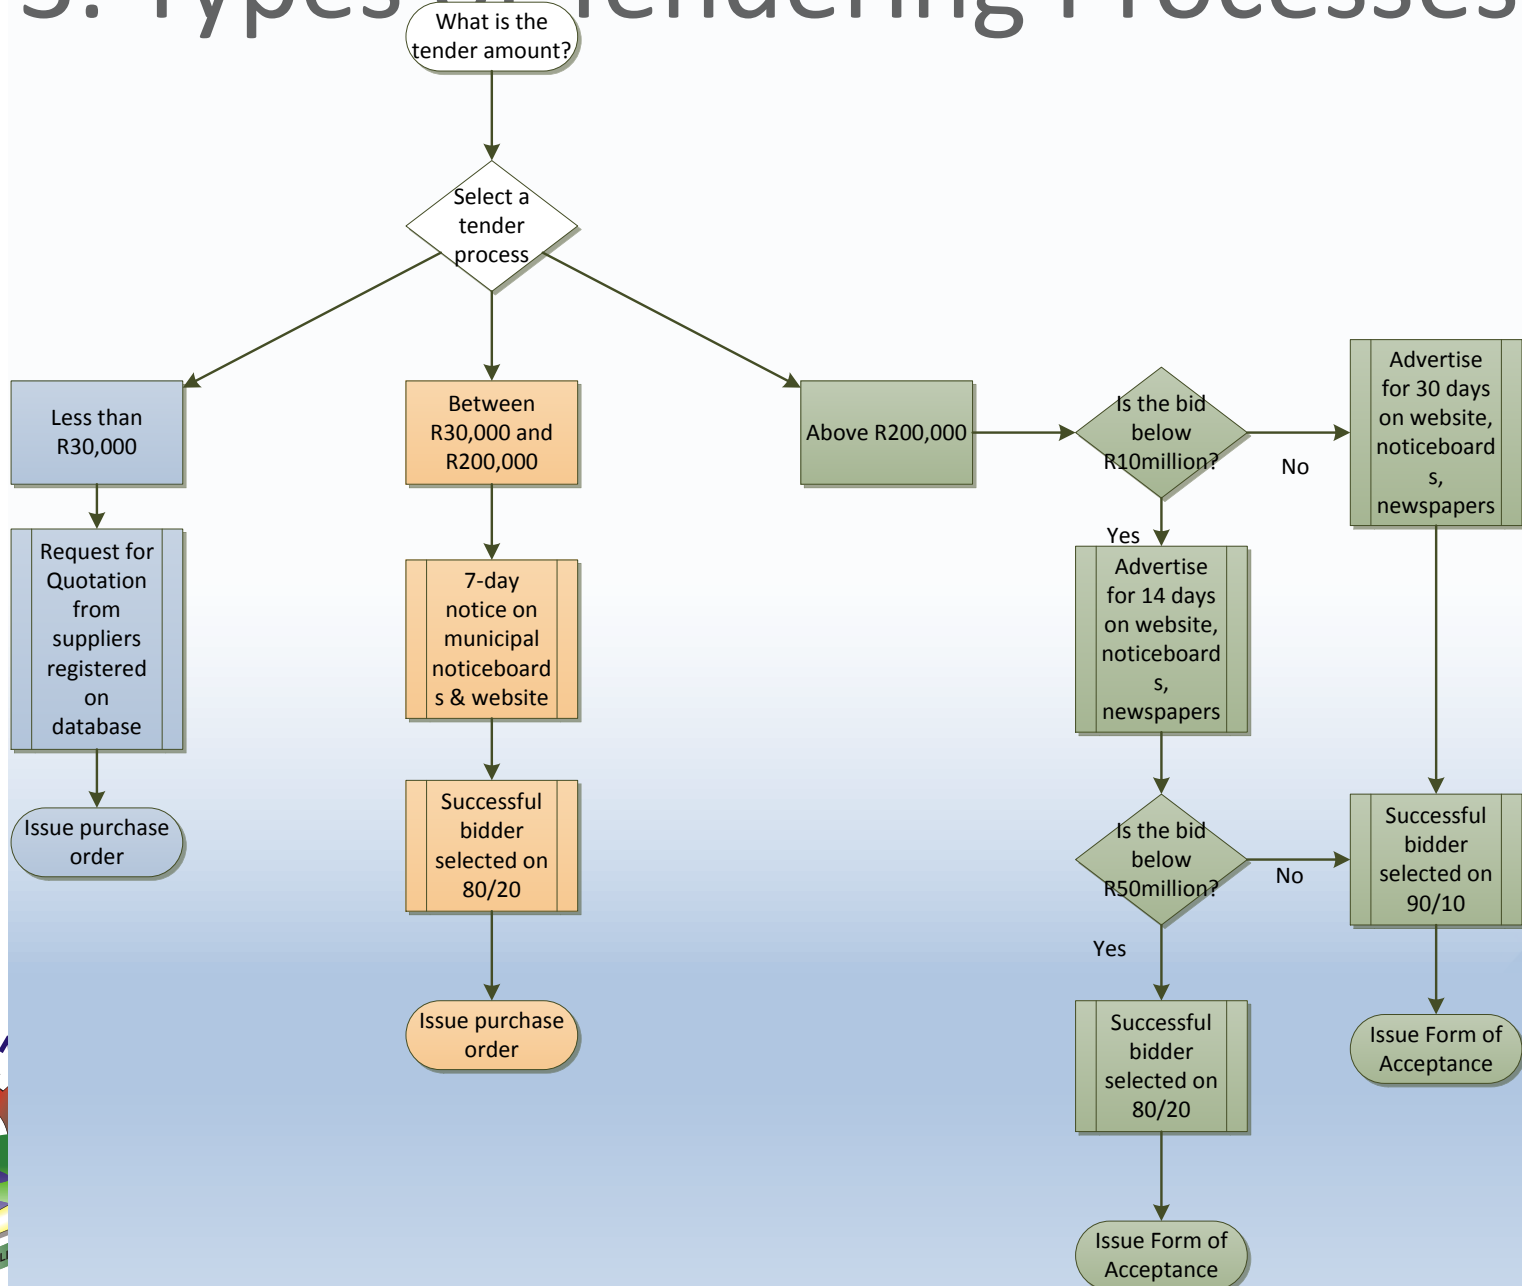 3. Types of Tendering Processes
What is the
tender amount?
Select a
tender
process
Less than
R30,000
Request for
Quotation
from
suppliers
registered
on
database
Issue purchase
order
Between
R30,000 and
R200,000
7-day
notice on
municipal
noticeboard
s & website
Successful
bidder
selected on
80/20
Issue purchase
order
Above R200,000
Is the bid
below
R10million?
No
Yes
Advertise
for 30 days
on website,
noticeboard
s,
newspapers
Advertise
for 14 days
on website,
noticeboard
s,
newspapers
Is the bid
below
R50million?
No
Yes
Successful
bidder
selected on
90/10
Issue Form of
Acceptance
Successful
bidder
selected on
80/20
Issue Form of
Acceptance